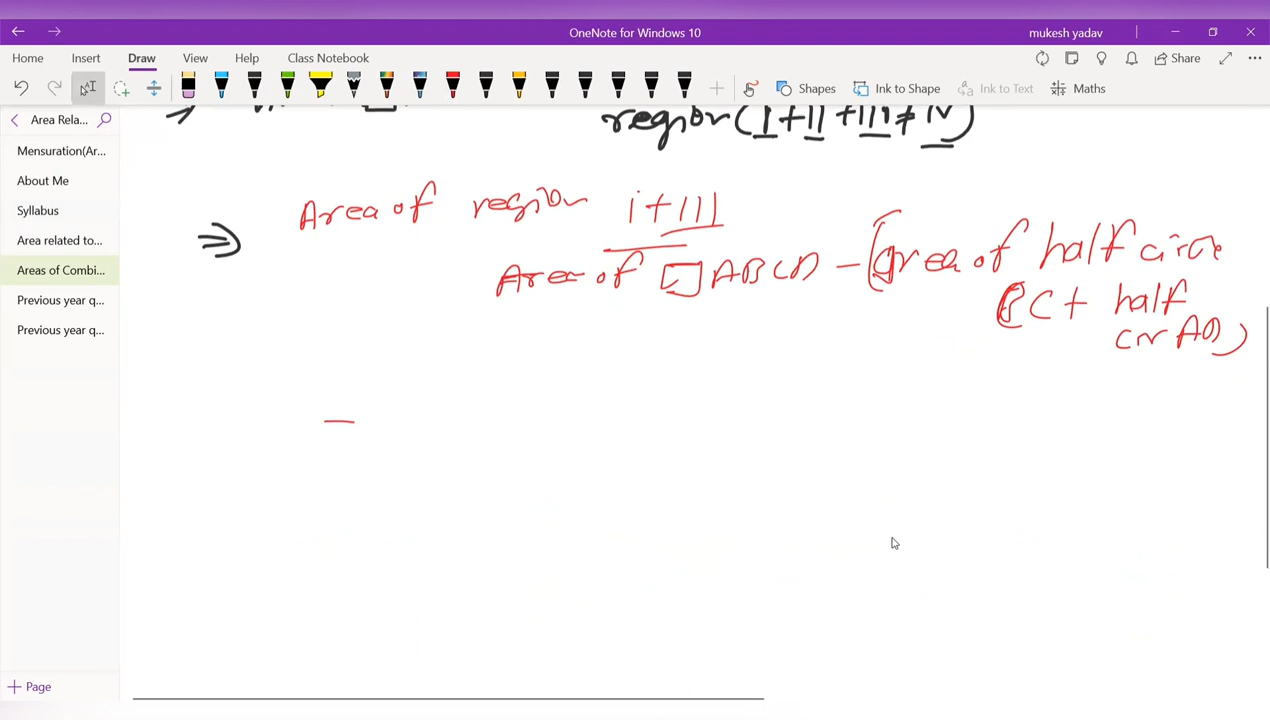 OneNote for Windows 10
mukesh yadav
Home Insert Draw View Help Class Notebook
Share
Shapes Ink to Shape Ink to Text Maths
Area Rela...
Mensuration(Ar...
About Me
Syllabus
Area related to...
Areas of Combi...
Previous year q...
Previous year q...
Page
region (I + II + III + IV)
⇒ Area of region i + III
Area of □ ABCD - (area of half circle
BC + half
cir AD)